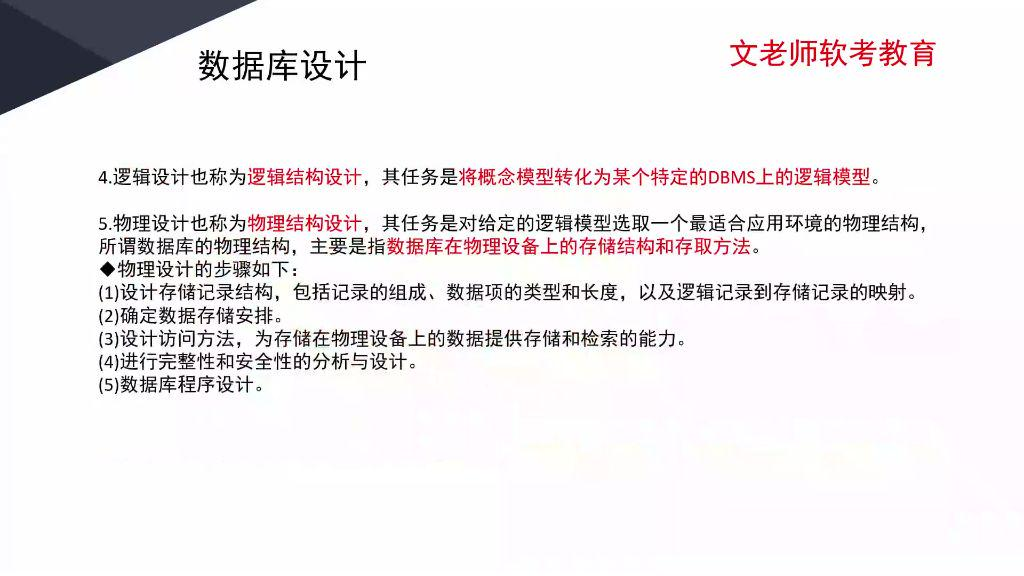 数据库设计
文老师软考教育
4.逻辑设计也称为逻辑结构设计，其任务是将概念模型转化为某个特定的DBMS上的逻辑模型。
5.物理设计也称为物理结构设计，其任务是对给定的逻辑模型选取一个最适合应用环境的物理结构，
所谓数据库的物理结构，主要是指数据库在物理设备上的存储结构和存取方法。
◆物理设计的步骤如下：
(1)设计存储记录结构，包括记录的组成、数据项的类型和长度，以及逻辑记录到存储记录的映射。
(2)确定数据存储安排。
(3)设计访问方法，为存储在物理设备上的数据提供存储和检索的能力。
(4)进行完整性和安全性的分析与设计。
(5)数据库程序设计。